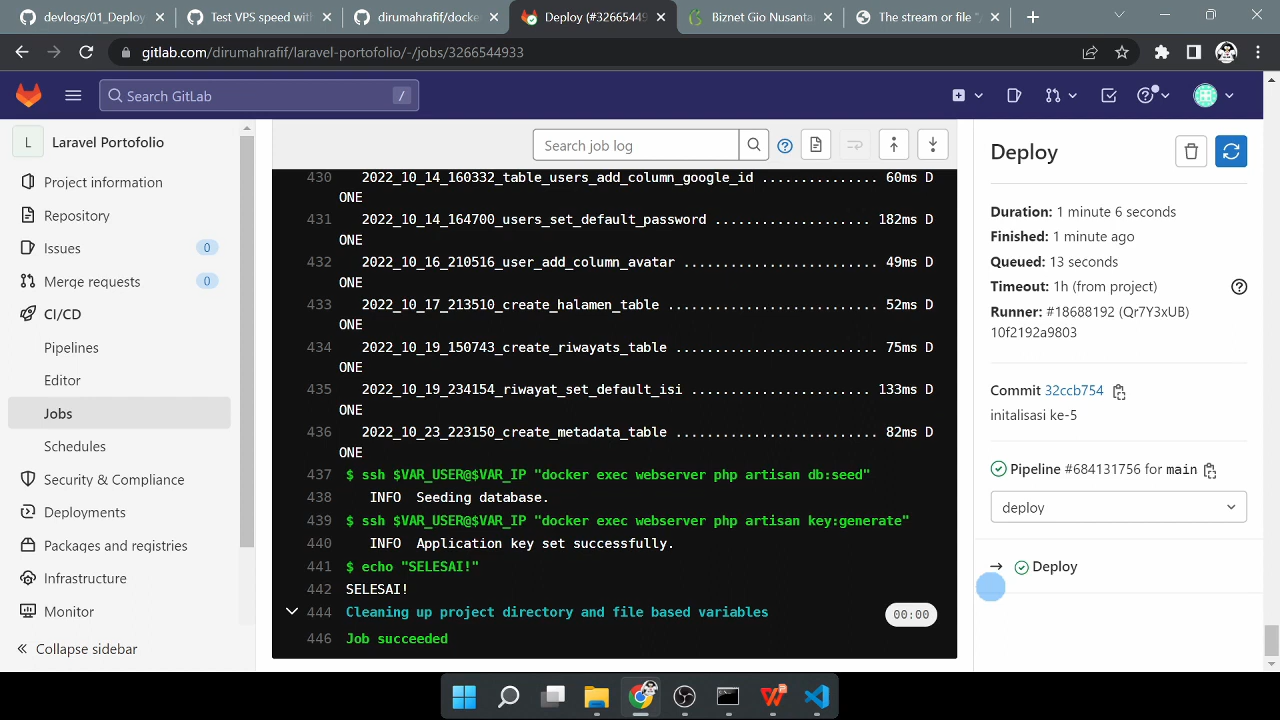 devlogs/01_Deploy
Test VPS speed with
dirumahrafif/docke
Deploy (#32665449
Biznet Gio Nusanta
The stream or file "
gitlab.com/dirumahrafif/laravel-portofolio/-/jobs/3266544933
Search GitLab
/
L
Laravel Portofolio
Project information
Repository
Issues
0
Merge requests
0
CI/CD
Pipelines
Editor
Jobs
Schedules
Security & Compliance
Deployments
Packages and registries
Infrastructure
Monitor
Collapse sidebar
Search job log
430 2022_10_14_160332_table_users_add_column_google_id ............... 60ms D
ONE
431 2022_10_14_164700_users_set_default_password .................... 182ms D
ONE
432 2022_10_16_210516_user_add_column_avatar ......................... 49ms D
ONE
433 2022_10_17_213510_create_halamen_table ........................... 52ms D
ONE
434 2022_10_19_150743_create_riwayats_table .......................... 75ms D
ONE
435 2022_10_19_234154_riwayat_set_default_isi ....................... 133ms D
ONE
436 2022_10_23_223150_create_metadata_table .......................... 82ms D
ONE
437 $ ssh $VAR_USER@$VAR_IP "docker exec webserver php artisan db:seed"
438 INFO Seeding database.
439 $ ssh $VAR_USER@$VAR_IP "docker exec webserver php artisan key:generate"
440 INFO Application key set successfully.
441 $ echo "SELESAI!"
442 SELESAI!
444 Cleaning up project directory and file based variables 00:00
446 Job succeeded
Deploy
Duration: 1 minute 6 seconds
Finished: 1 minute ago
Queued: 13 seconds
Timeout: 1h (from project)
Runner: #18688192 (Qr7Y3xUB)
10f2192a9803
Commit 32ccb754
initalisasi ke-5
Pipeline #684131756 for main
deploy
→ Deploy